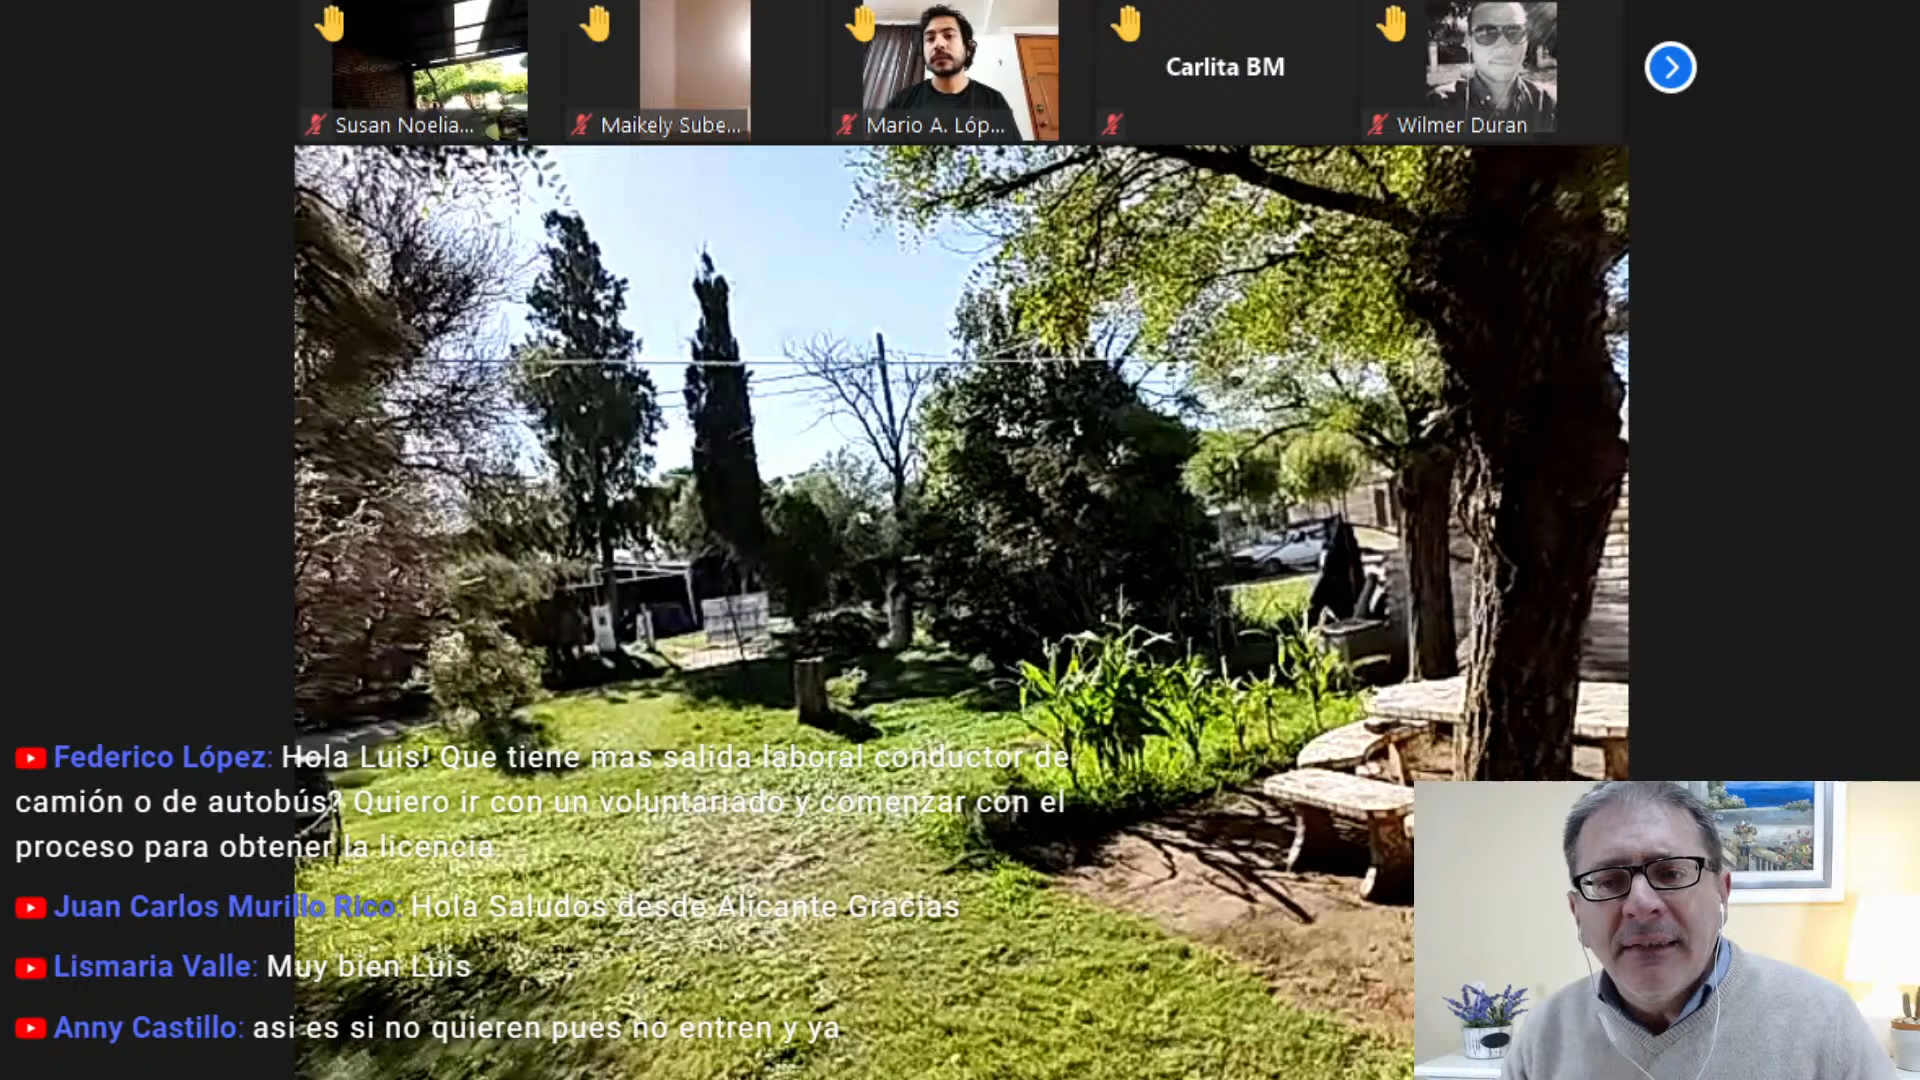 Susan Noelia...
Maikely Sube...
Mario A. Lóp...
Carlita BM
Wilmer Duran
Federico López: Hola Luis! Que tiene mas salida laboral conductor de
camión o de autobús? Quiero ir con un voluntariado y comenzar con el
proceso para obtener la licencia...
Juan Carlos Murillo Rico: Hola Saludos desde Alicante Gracias
Lismaria Valle: Muy bien Luis
Anny Castillo: asi es si no quieren pues no entren y ya